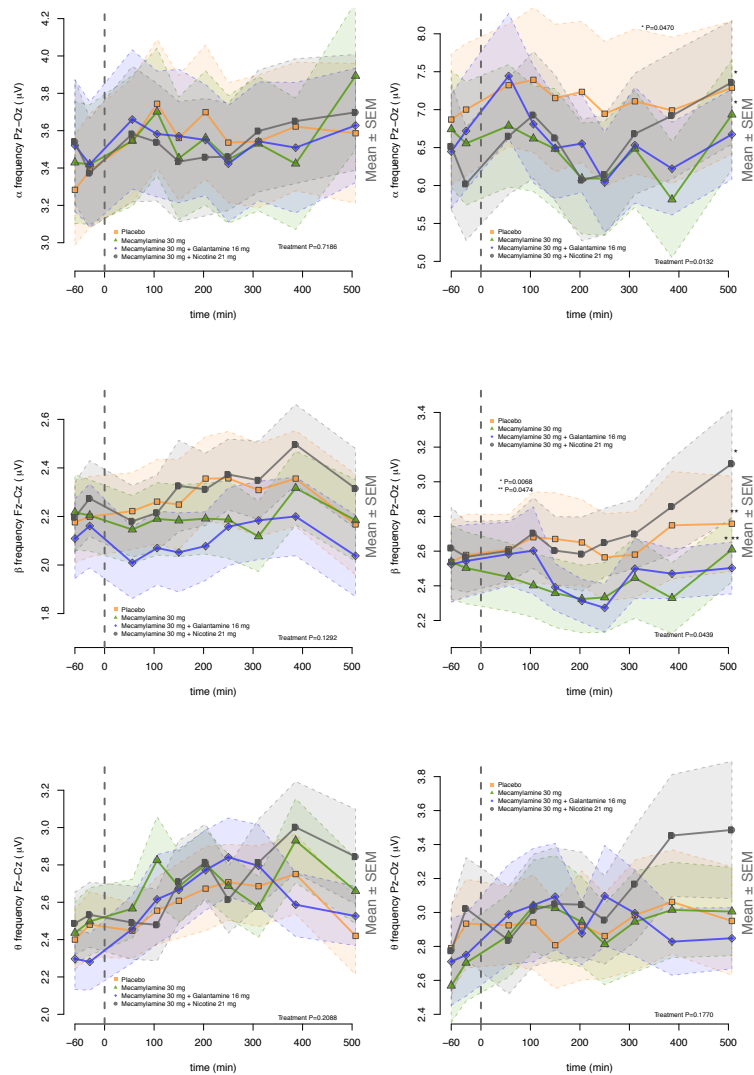 α frequency Pz−Oz ( μV)
3.0 3.2 3.4 3.6 3.8 4.0 4.2
Placebo
Mecamylamine 30 mg
Mecamylamine 30 mg + Galantamine 16 mg
Mecamylamine 30 mg + Nicotine 21 mg
Treatment P=0.7186
−60 0 100 200 300 400 500
time (min)
Mean ± SEM
α frequency Pz−Oz ( μV)
5.0 5.5 6.0 6.5 7.0 7.5 8.0
* P=0.0470
*
*
Placebo
Mecamylamine 30 mg
Mecamylamine 30 mg + Galantamine 16 mg
Mecamylamine 30 mg + Nicotine 21 mg
Treatment P=0.0132
−60 0 100 200 300 400 500
time (min)
Mean ± SEM
β frequency Fz−Cz ( μV)
1.8 2.0 2.2 2.4 2.6
Placebo
Mecamylamine 30 mg
Mecamylamine 30 mg + Galantamine 16 mg
Mecamylamine 30 mg + Nicotine 21 mg
Treatment P=0.1292
−60 0 100 200 300 400 500
time (min)
Mean ± SEM
β frequency Pz−Oz ( μV)
2.2 2.4 2.6 2.8 3.0 3.2 3.4
Placebo
Mecamylamine 30 mg
Mecamylamine 30 mg + Galantamine 16 mg
Mecamylamine 30 mg + Nicotine 21 mg
* P=0.0068
** P=0.0474
*
**
* **
Treatment P=0.0439
−60 0 100 200 300 400 500
time (min)
Mean ± SEM
θ frequency Fz−Cz ( μV)
2.0 2.2 2.4 2.6 2.8 3.0 3.2
Placebo
Mecamylamine 30 mg
Mecamylamine 30 mg + Galantamine 16 mg
Mecamylamine 30 mg + Nicotine 21 mg
Treatment P=0.2088
−60 0 100 200 300 400 500
time (min)
Mean ± SEM
θ frequency Pz−Oz ( μV)
2.4 2.6 2.8 3.0 3.4 3.8
Placebo
Mecamylamine 30 mg
Mecamylamine 30 mg + Galantamine 16 mg
Mecamylamine 30 mg + Nicotine 21 mg
Treatment P=0.1770
−60 0 100 200 300 400 500
time (min)
Mean ± SEM